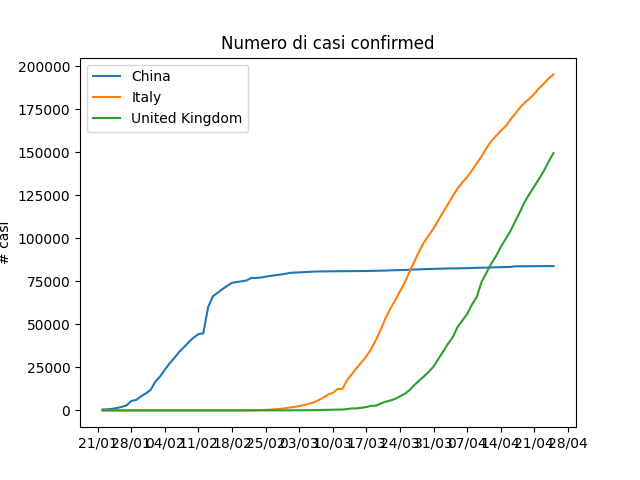 Numero di casi confirmed
200000
175000
150000
125000
100000
75000
50000
25000
0
# casi
China
Italy
United Kingdom
21/01 28/01 04/02 11/02 18/02 25/02 03/03 10/03 17/03 24/03 31/03 07/04 14/04 21/04 28/04